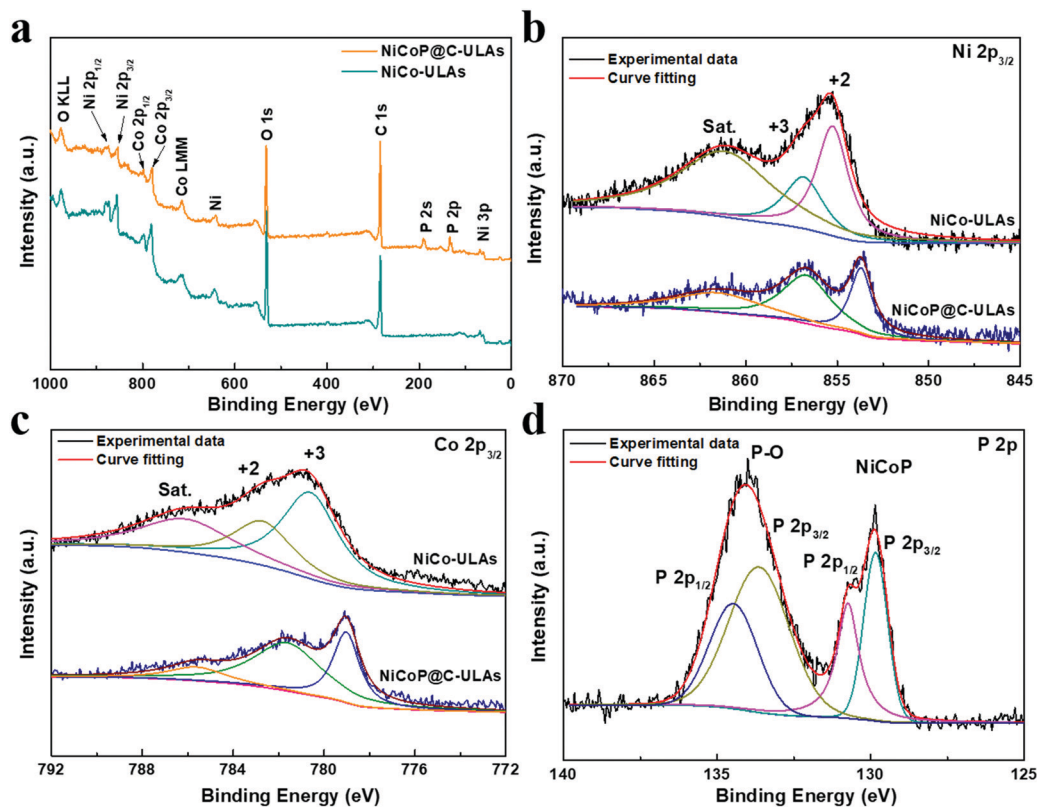 a
NiCoP@C-ULAs
NiCo-ULAs
O KLL
Ni 2p1/2
Ni 2p3/2
Co 2p1/2
Co 2p3/2
Co LMM
Ni
O 1s
C 1s
P 2s
P 2p
Ni 3p
Intensity (a.u.)
1000 800 600 400 200 0
Binding Energy (eV)
b
Experimental data
Curve fitting
Ni 2p3/2
+2
+3
Sat.
NiCo-ULAs
NiCoP@C-ULAs
Intensity (a.u.)
870 865 860 855 850 845
Binding Energy (eV)
c
Experimental data
Curve fitting
Co 2p3/2
+3
+2
Sat.
NiCo-ULAs
NiCoP@C-ULAs
Intensity (a.u.)
792 788 784 780 776 772
Binding Energy (eV)
d
Experimental data
Curve fitting
P 2p
P-O
NiCoP
P 2p3/2
P 2p1/2
P 2p3/2
P 2p1/2
Intensity (a.u.)
140 135 130 125
Binding Energy (eV)